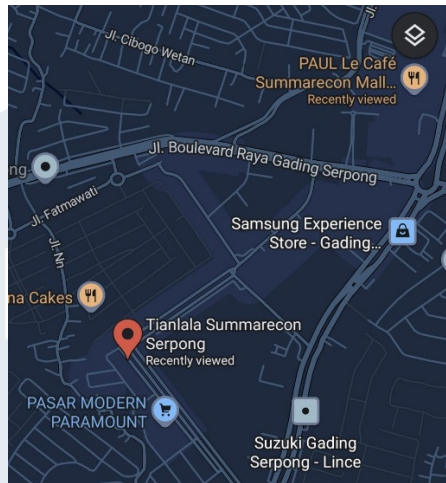 Jl. Cibogo Wetan
PAUL Le Café
Summarecon Mall...
Recently viewed
ng
Jl. Boulevard Raya Gading Serpong
Jl. Fatmawati
Jl. Nn
Samsung Experience
Store - Gading...
na Cakes
Tianlala Summarecon
Serpong
Recently viewed
PASAR MODERN
PARAMOUNT
Suzuki Gading
Serpong - Lince